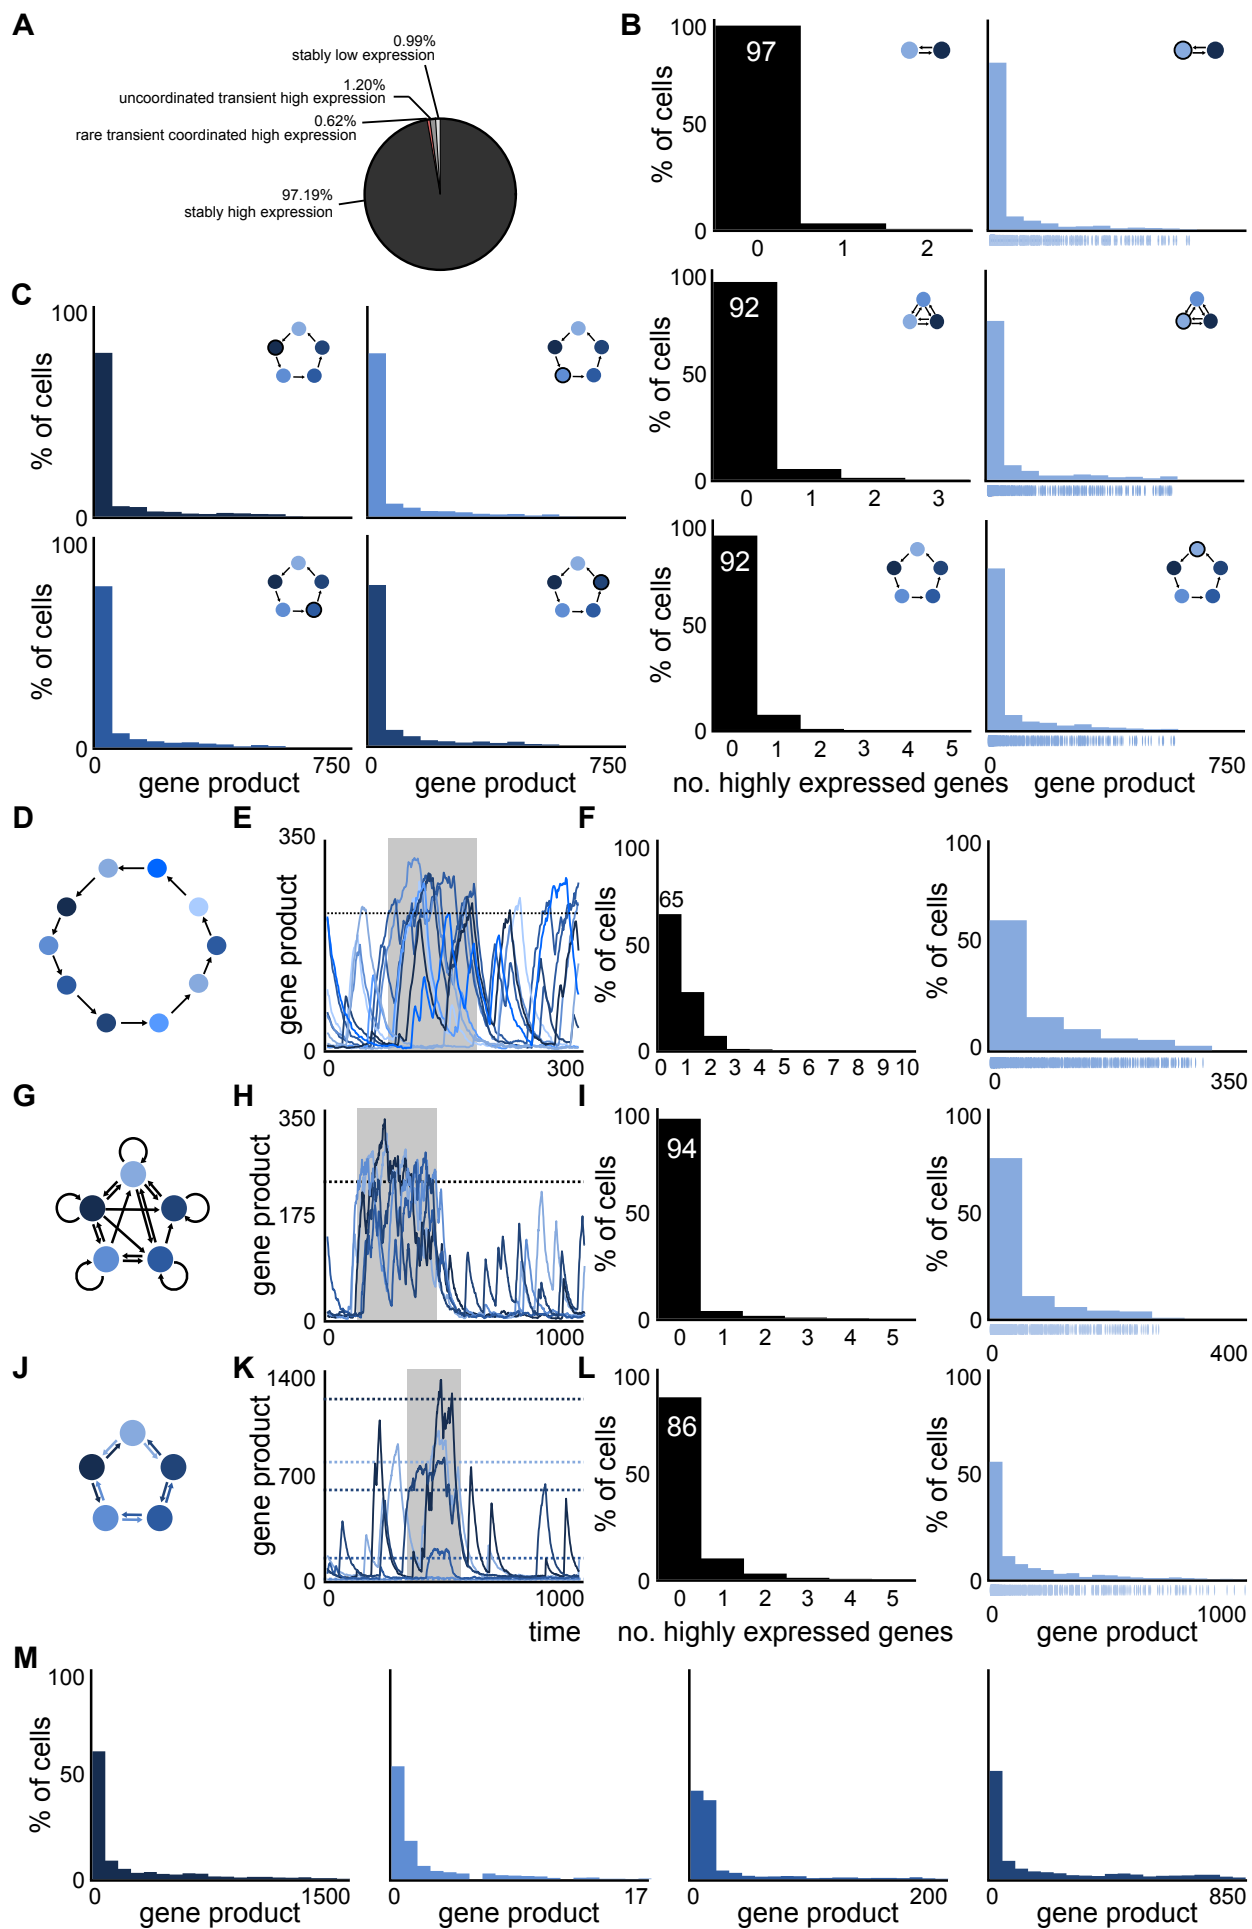 A
0.99%
stably low expression
1.20%
uncoordinated transient high expression
0.62%
rare transient coordinated high expression
97.19%
stably high expression
B
100
50
0
% of cells
97
0 1 2
100
50
0
% of cells
92
0 1 2 3
100
50
0
% of cells
92
0 1 2 3 4 5
no. highly expressed genes
750
gene product
C
100
0
% of cells
100
0
% of cells
0 750
gene product
0 750
gene product
D
E
350
0
gene product
0 300
F
100
50
0
% of cells
65
0 1 2 3 4 5 6 7 8 9 10
100
50
0
% of cells
0 350
G
H
350
175
0
gene product
0 1000
I
100
50
0
% of cells
94
0 1 2 3 4 5
100
50
0
% of cells
0 400
J
K
1400
700
0
gene product
0 1000
time
L
100
50
0
% of cells
86
0 1 2 3 4 5
no. highly expressed genes
100
50
0
% of cells
0 1000
gene product
M
100
50
0
% of cells
0 1500
gene product
0 17
gene product
0 200
gene product
0 850
gene product